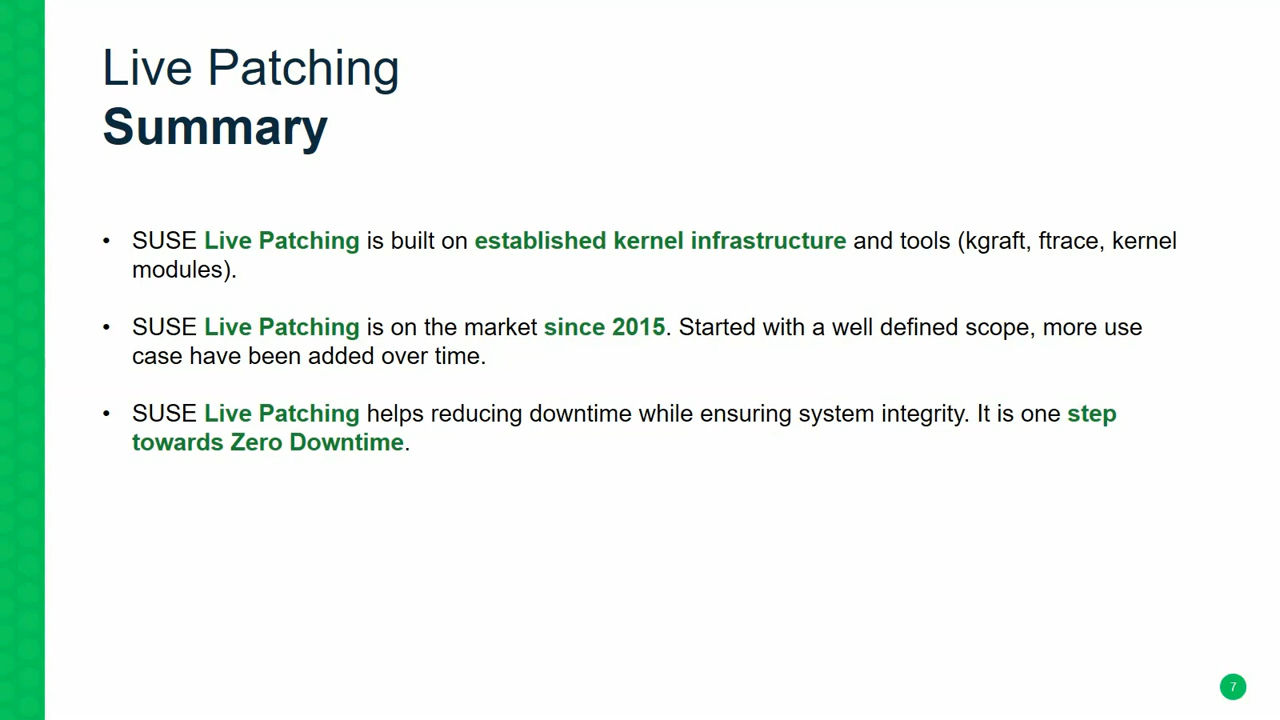 Live Patching
Summary
• SUSE Live Patching is built on established kernel infrastructure and tools (kgraft, ftrace, kernel
modules).
• SUSE Live Patching is on the market since 2015. Started with a well defined scope, more use
case have been added over time.
• SUSE Live Patching helps reducing downtime while ensuring system integrity. It is one step
towards Zero Downtime.
7